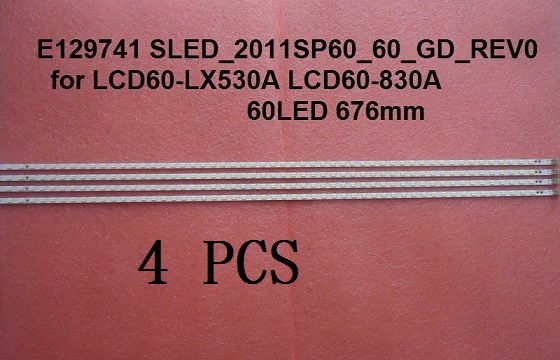 E129741 SLED_2011SP60_60_GD_REV0
for LCD60-LX530A LCD60-830A
60LED 676mm
4 PCS